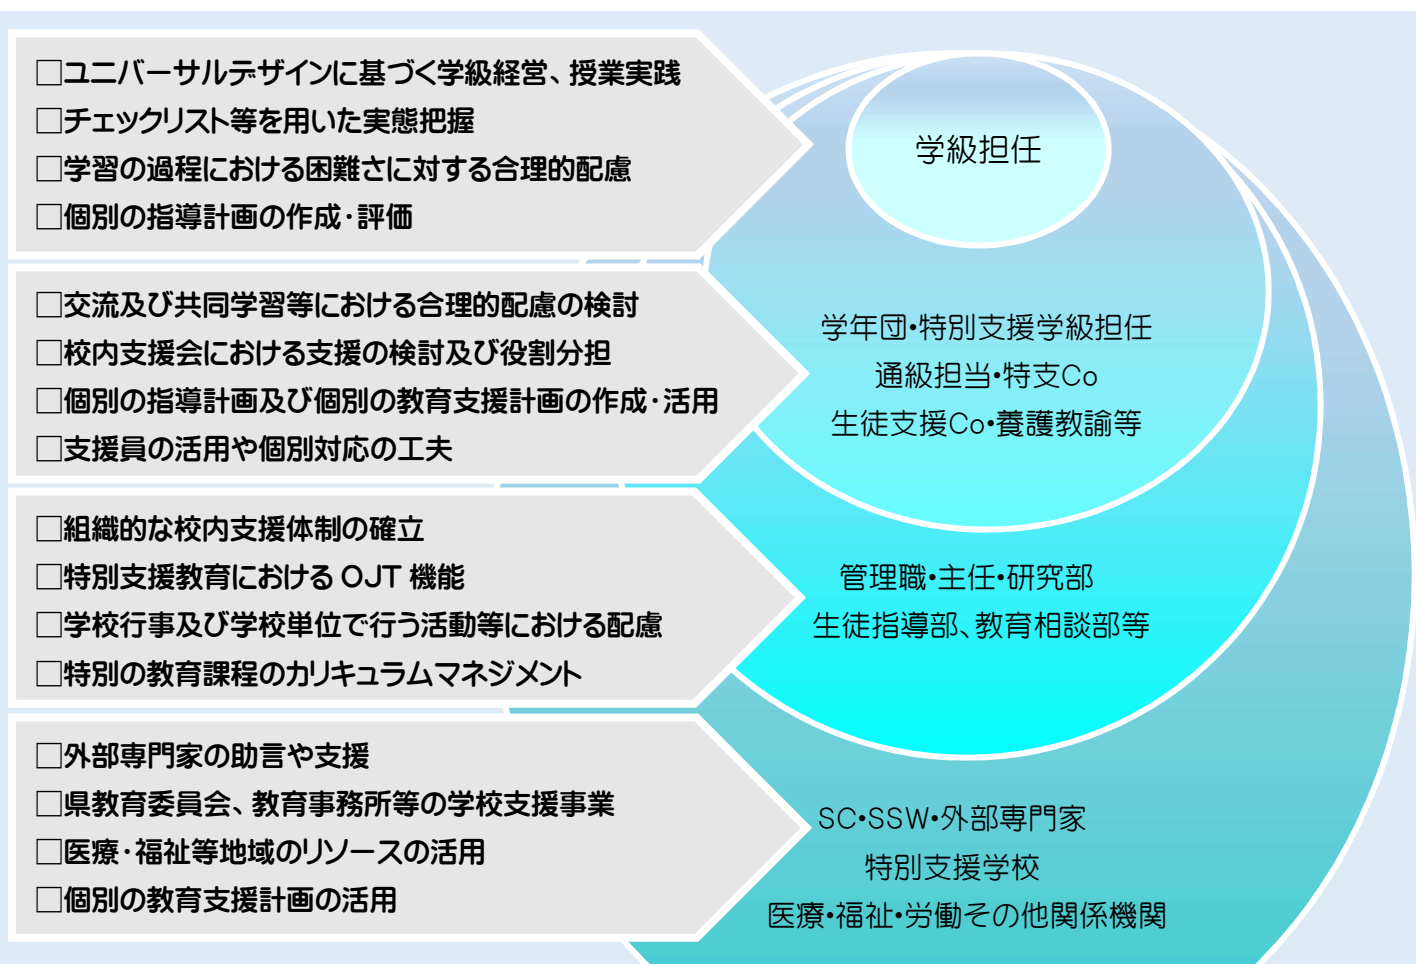 □ユニバーサルデザインに基づく学級経営、授業実践
□チェックリスト等を用いた実態把握
□学習の過程における困難さに対する合理的配慮
□個別の指導計画の作成・評価
学級担任
□交流及び共同学習等における合理的配慮の検討
□校内支援会における支援の検討及び役割分担
□個別の指導計画及び個別の教育支援計画の作成・活用
□支援員の活用や個別対応の工夫
学年団・特別支援学級担任
通級担当・特支Co
生徒支援Co・養護教諭等
□組織的な校内支援体制の確立
□特別支援教育における OJT 機能
□学校行事及び学校単位で行う活動等における配慮
□特別の教育課程のカリキュラムマネジメント
管理職・主任・研究部
生徒指導部、教育相談部等
□外部専門家の助言や支援
□県教育委員会、教育事務所等の学校支援事業
□医療・福祉等地域のリソースの活用
□個別の教育支援計画の活用
SC・SSW・外部専門家
特別支援学校
医療・福祉・労働その他関係機関